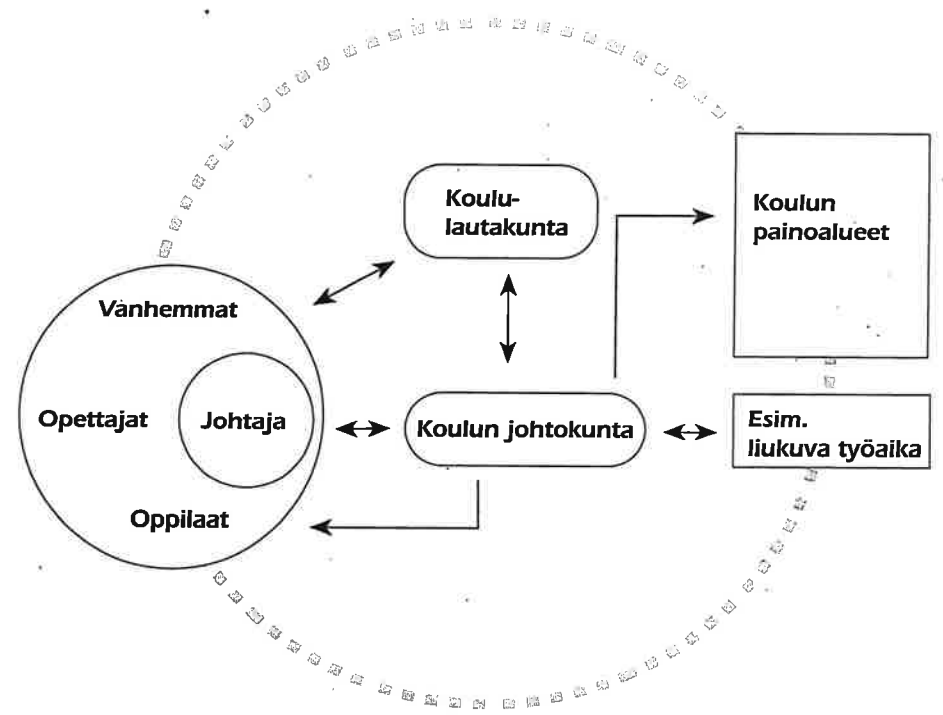 Koulu-
lautakunta
Koulun
painoalueet
Vanhemmat
Opettajat
Johtaja
Koulun johtokunta
Esim.
liukuva työaika
Oppilaat